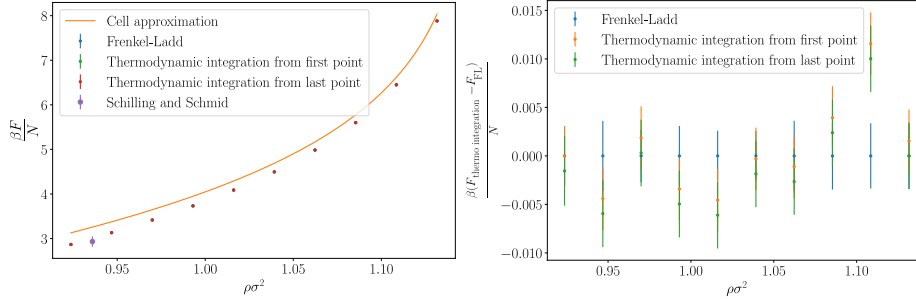 8
7
6
5
4
3
βF
N
Cell approximation
Frenkel-Ladd
Thermodynamic integration from first point
Thermodynamic integration from last point
Schilling and Schmid
0.95
1.00
1.05
1.10
ρσ²
0.015
0.010
0.005
0.000
−0.005
−0.010
β(F_thermo integration − F_FL)
N
Frenkel-Ladd
Thermodynamic integration from first point
Thermodynamic integration from last point
0.95
1.00
1.05
1.10
ρσ²